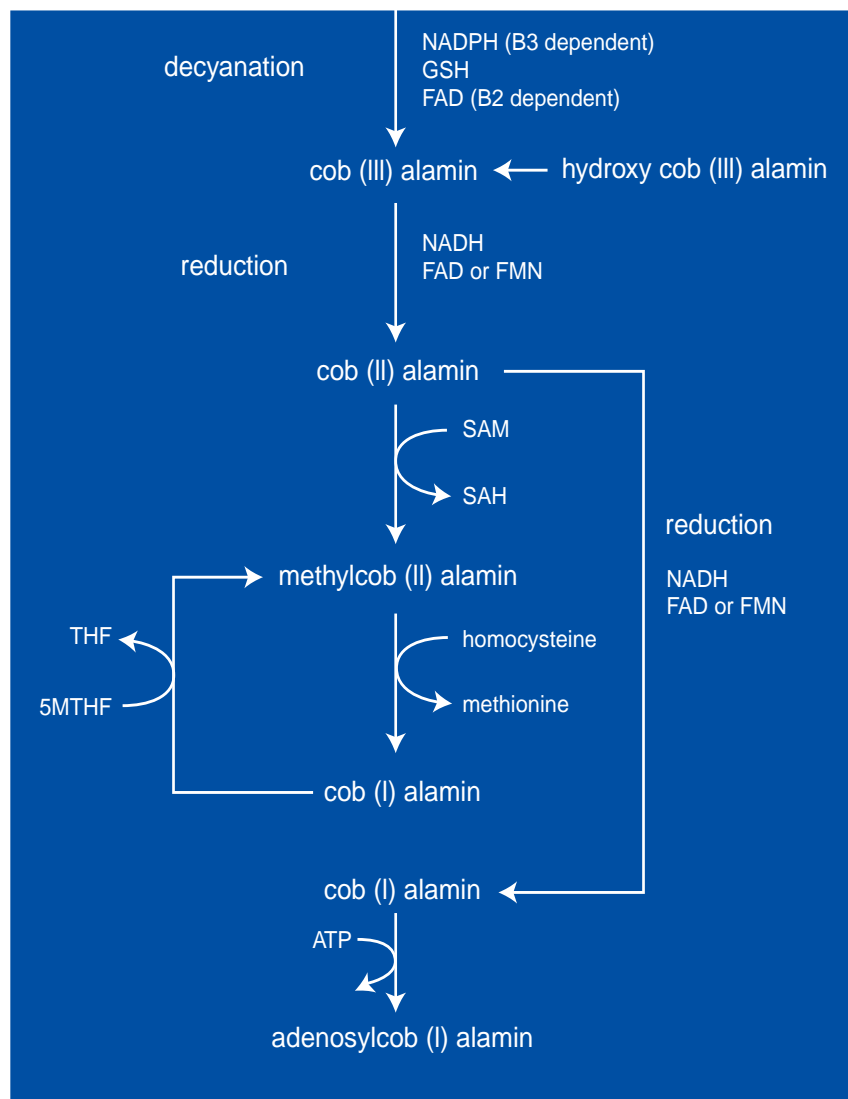 decyanation
NADPH (B3 dependent)
GSH
FAD (B2 dependent)
cob (III) alamin
hydroxy cob (III) alamin
reduction
NADH
FAD or FMN
cob (II) alamin
SAM
SAH
reduction
NADH
FAD or FMN
methylcob (II) alamin
THF
5MTHF
homocysteine
methionine
cob (I) alamin
cob (I) alamin
ATP
adenosylcob (I) alamin